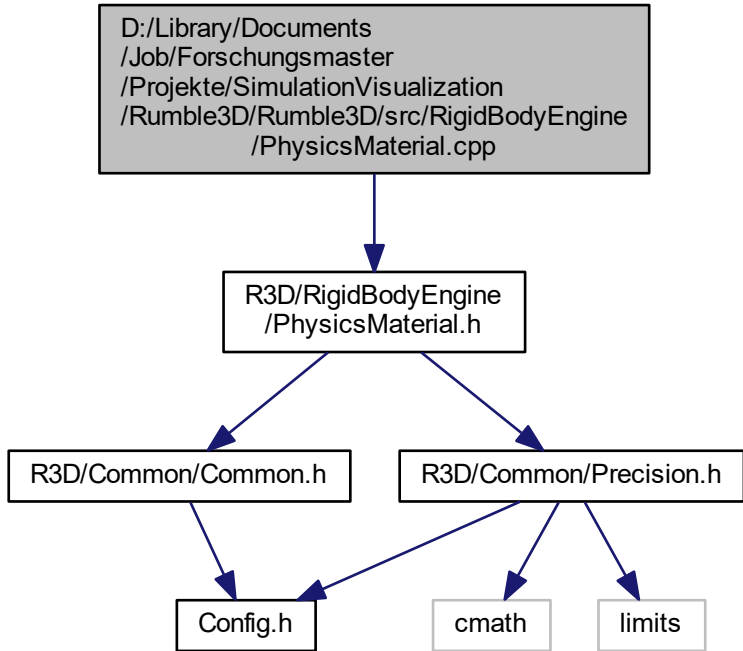 D:/Library/Documents
/Job/Forschungsmaster
/Projekte/SimulationVisualization
/Rumble3D/Rumble3D/src/RigidBodyEngine
/PhysicsMaterial.cpp
R3D/RigidBodyEngine
/PhysicsMaterial.h
R3D/Common/Common.h
R3D/Common/Precision.h
Config.h
cmath
limits